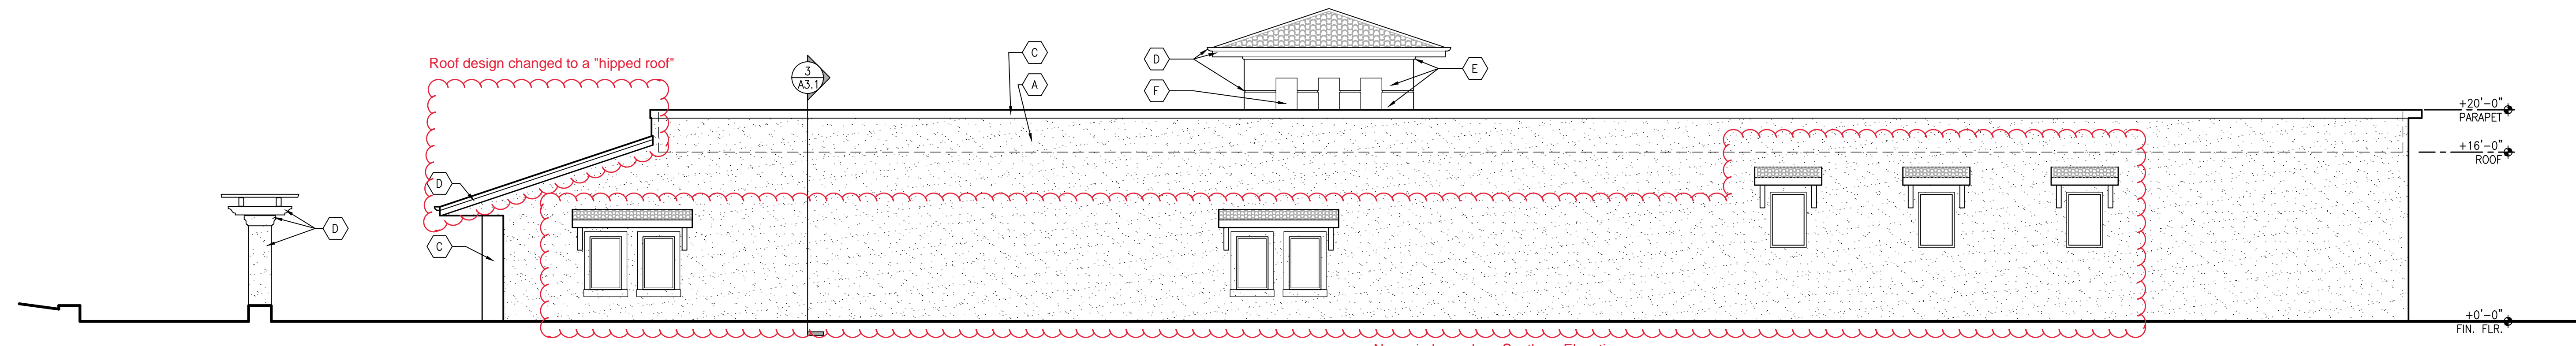 Roof design changed to a "hipped roof"
3
A3.1
C
A
D
F
E
+20'-0"
PARAPET
+16'-0"
ROOF
D
D
C
+0'-0"
FIN. FLR.